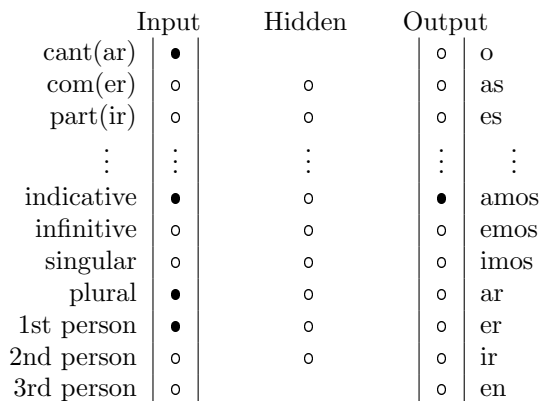 Input Hidden Output
cant(ar) o
com(er) as
part(ir) es
indicative amos
infinitive emos
singular imos
plural ar
1st person er
2nd person ir
3rd person en